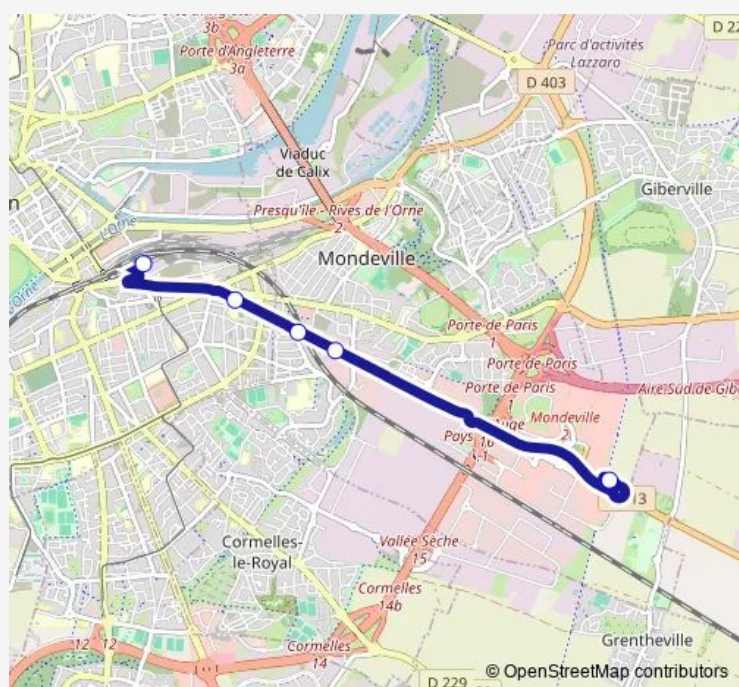 3b
Porte d'Angleterre
3a
D 22
Parc d'activités
Lazzaro
D 403
Viaduc
de Calix
Giberville
n
L'Orne
Presqu'île - Rives de l'Orne
2
Mondeville
L'Orne
Porte de Paris
1
Porte de Paris
Porte de Paris
1
Aire Sud de Gib
Mondeville
2
Pays
uge
16
-1
13
Cormelles-
le-Royal
Vallée Sèche
15
Cormelles
14b
12
12
Cormelles
14
Grentheville
D 229
© OpenStreetMap contributors